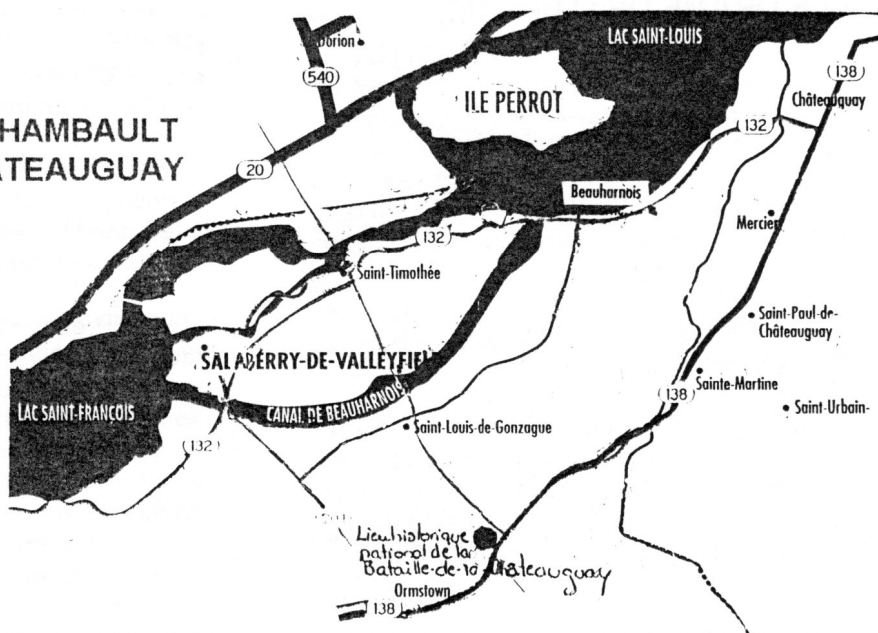 Dorion
LAC SAINT-LOUIS
540
138
ILE PERROT
Châteauguay
HAMBAULT
132
ATEAUGUAY
20
Beauharnois
Mercier
132
Saint-Timothée
Saint-Paul-de-
Châteauguay
SALABERRY-DE-VALLEYFIELD
Sainte-Martine
CANAL DE BEAUHARNOIS
138
LAC SAINT-FRANÇOIS
Saint-Urbain-
Saint-Louis-de-Gonzague
132
Lieu historique
national de la
Bataille-de-la-Châteauguay
Ormstown
138